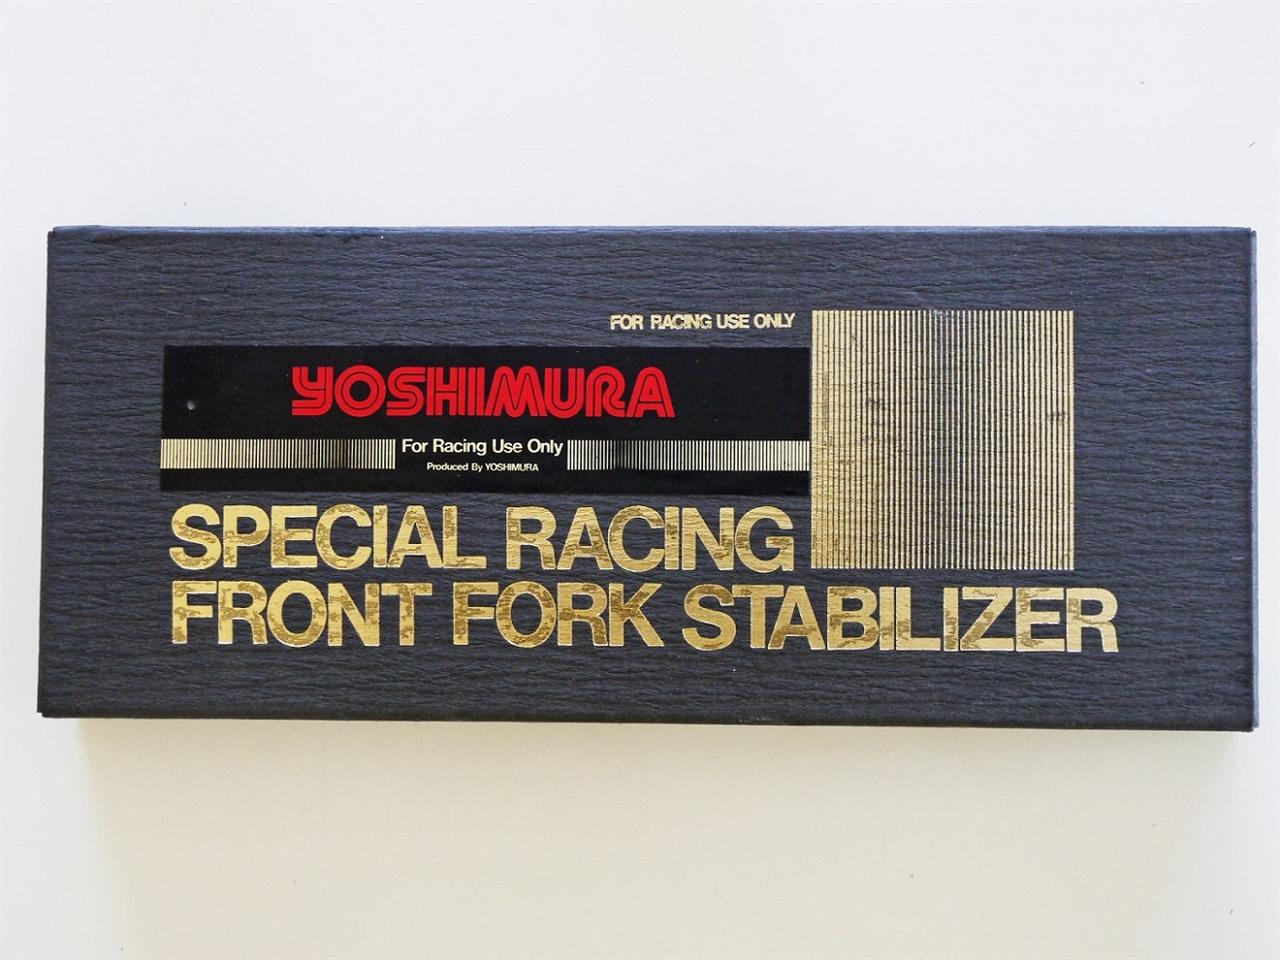 FOR RACING USE ONLY
YOSHIMURA
For Racing Use Only
Produced By YOSHIMURA
SPECIAL RACING
FRONT FORK STABILIZER